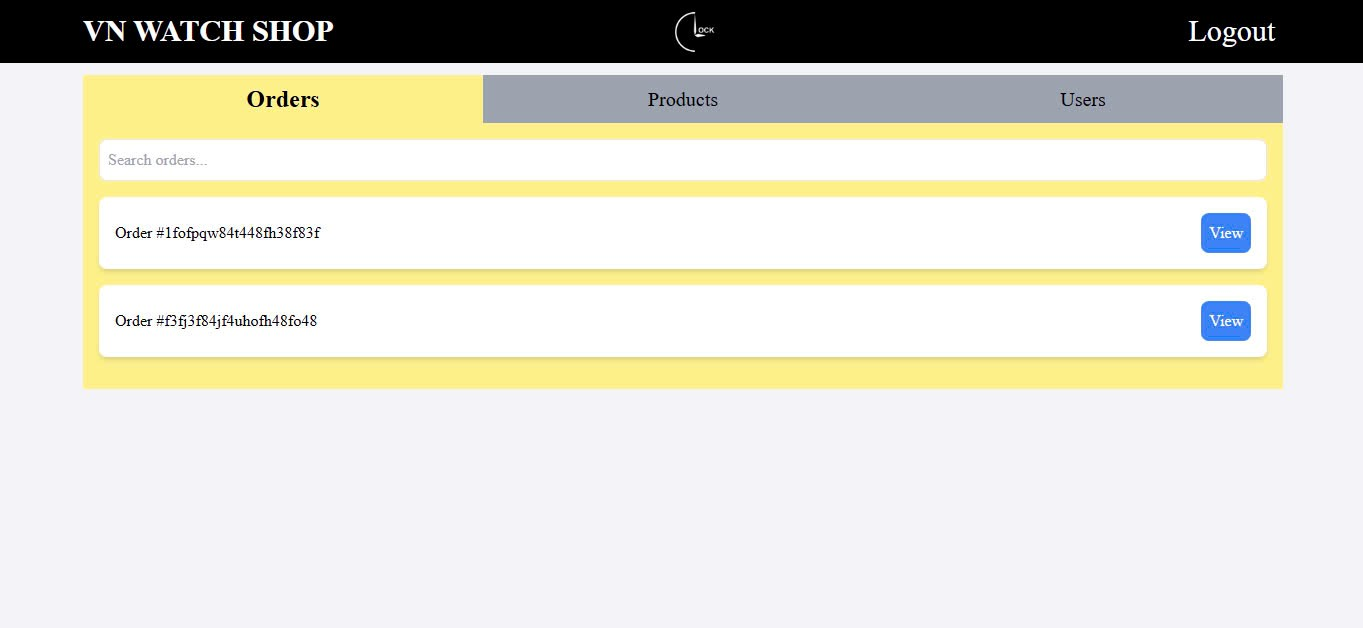 VN WATCH SHOP
LOCK
Logout
Orders
Products
Users
Search orders...
Order #1fofpqw84t448fh38f83f
View
Order #f3fj3f84jf4uhofh48fo48
View